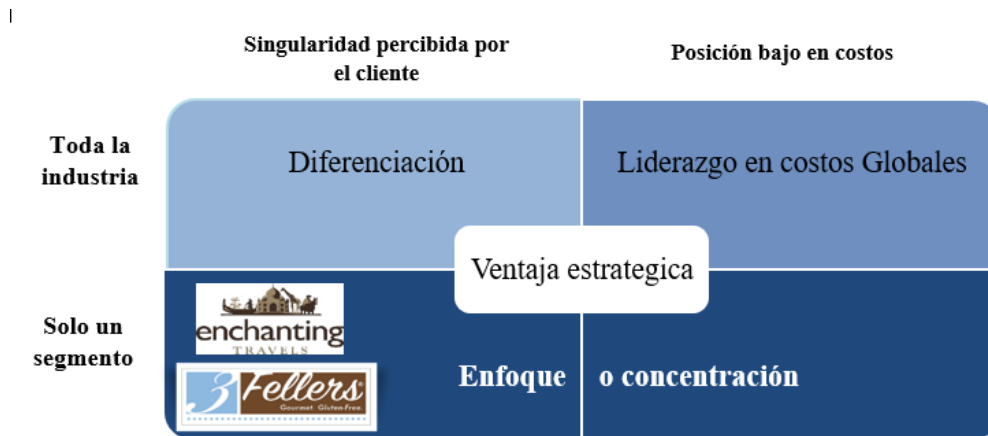 Singularidad percibida por
el cliente
Posición bajo en costos
Toda la
industria
Diferenciación
Liderazgo en costos Globales
Ventaja estrategica
Solo un
segmento
enchanting
TRAVELS
3 Fellers®
Gourmet. Gluten-Free.
Enfoque
o concentración